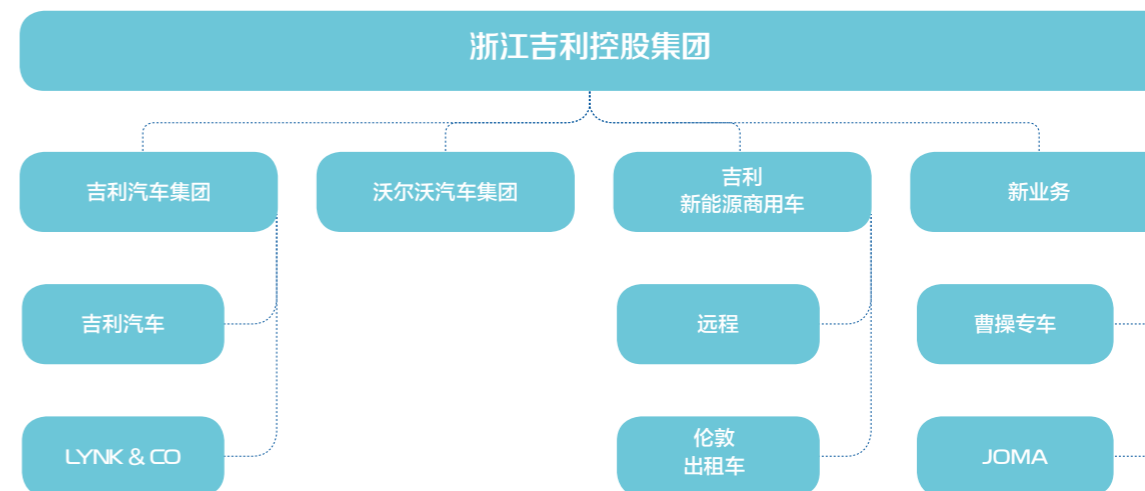 浙江吉利控股集团
吉利汽车集团
沃尔沃汽车集团
吉利
新能源商用车
新业务
吉利汽车
远程
曹操专车
LYNK & CO
伦敦
出租车
JOMA